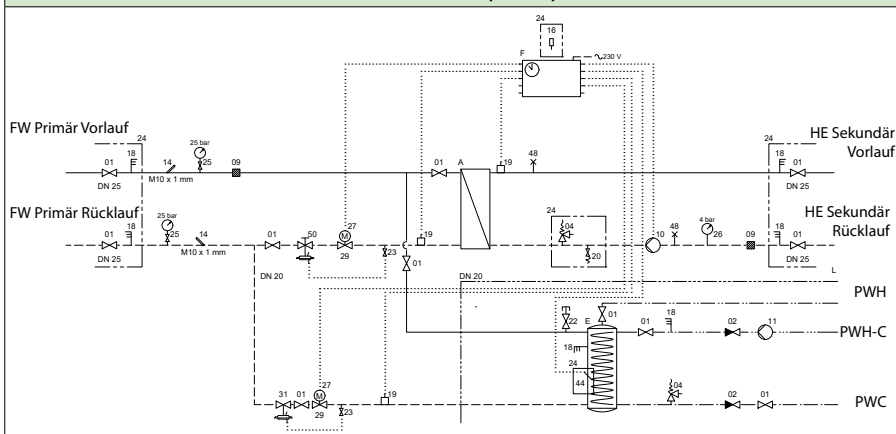 24
16
F
230 V
FW Primär Vorlauf
24
25 bar
18
01
14
25
09
01
A
19
48
24
18
01
HE Sekundär
Vorlauf
DN 25
M10 x 1 mm
DN 25
FW Primär Rücklauf
25 bar
27
24
4 bar
HE Sekundär
Rücklauf
01
18
25
14
01
50
M
19
04
20
10
48
26
09
18
01
DN 25
M10 x 1 mm
29
23
DN 25
DN 20
01
DN 20
L
PWH
22
E
01
01
18
02
11
PWH-C
18
24
44
27
31
01
M
19
04
02
01
PWC
29
23